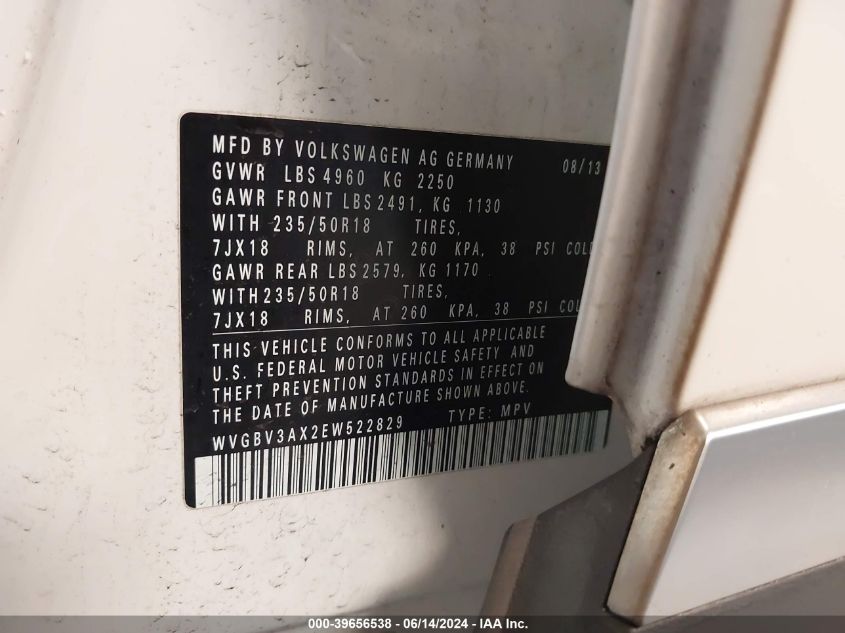 MFD BY VOLKSWAGEN AG GERMANY 08/13
GVWR LBS 4960 KG 2250
GAWR FRONT LBS 2491, KG 1130
WITH 235/50R18 TIRES,
7JX18 RIMS, AT 260 KPA, 38 PSI COLD
GAWR REAR LBS 2579, KG 1170
WITH 235/50R18 TIRES,
7JX18 RIMS, AT 260 KPA, 38 PSI
THIS VEHICLE CONFORMS TO ALL APPLICABLE
U.S. FEDERAL MOTOR VEHICLE SAFETY AND
THEFT PREVENTION STANDARDS IN EFFECT ON
THE DATE OF MANUFACTURE SHOWN ABOVE.
WVGBV3AX2EW522829 TYPE: MPV
000-39656538 - 06/14/2024 - IAA Inc.